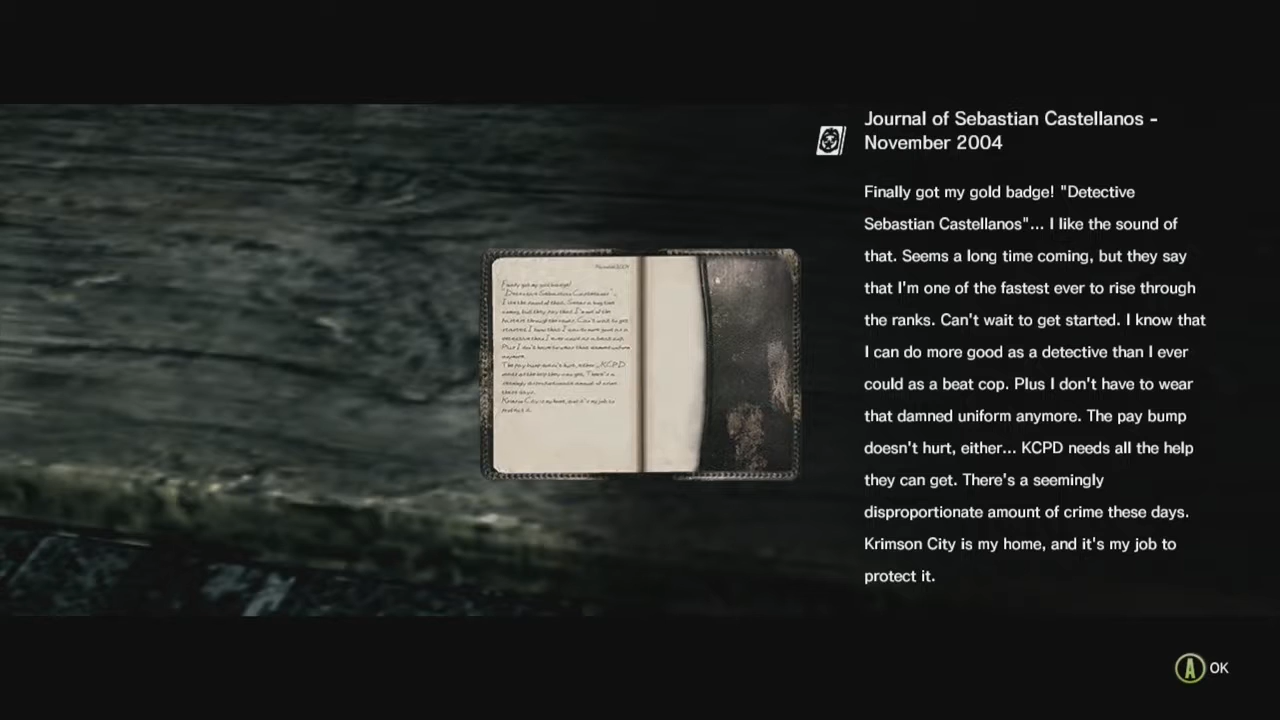 Journal of Sebastian Castellanos -
November 2004
Finally got my gold badge! "Detective
Sebastian Castellanos"... I like the sound of
that. Seems a long time coming, but they say
that I'm one of the fastest ever to rise through
the ranks. Can't wait to get started. I know that
I can do more good as a detective than I ever
could as a beat cop. Plus I don't have to wear
that damned uniform anymore. The pay bump
doesn't hurt, either... KCPD needs all the help
they can get. There's a seemingly
disproportionate amount of crime these days.
Krimson City is my home, and it's my job to
protect it.
A OK